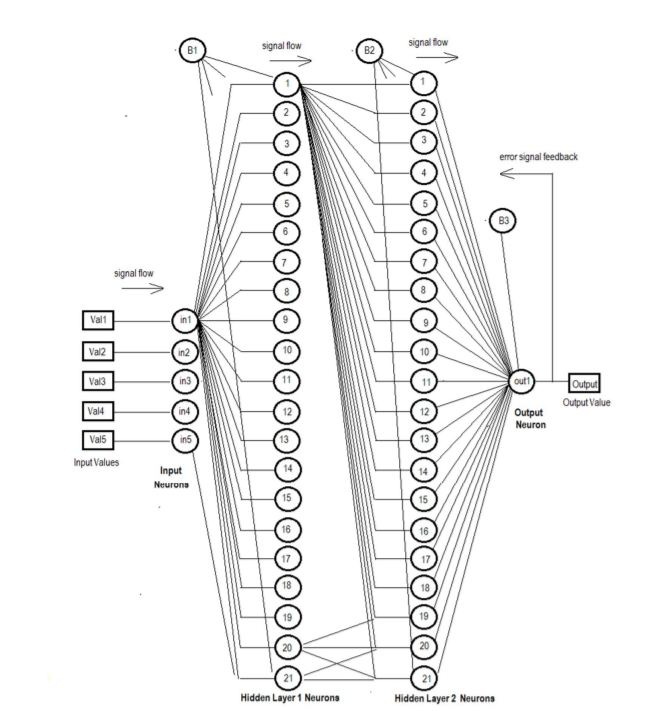 B1
signal flow
B2
signal flow
1
2
3
4
5
6
7
8
9
10
11
12
13
14
15
16
17
18
19
20
21
Hidden Layer 1 Neurons
1
2
3
4
5
6
7
8
9
10
11
12
13
14
15
16
17
18
19
20
21
Hidden Layer 2 Neurons
error signal feedback
B3
signal flow
Val1
Val2
Val3
Val4
Val5
Input Values
in1
in2
in3
in4
in5
Input
Neurons
out1
Output
Neuron
Output
Output Value